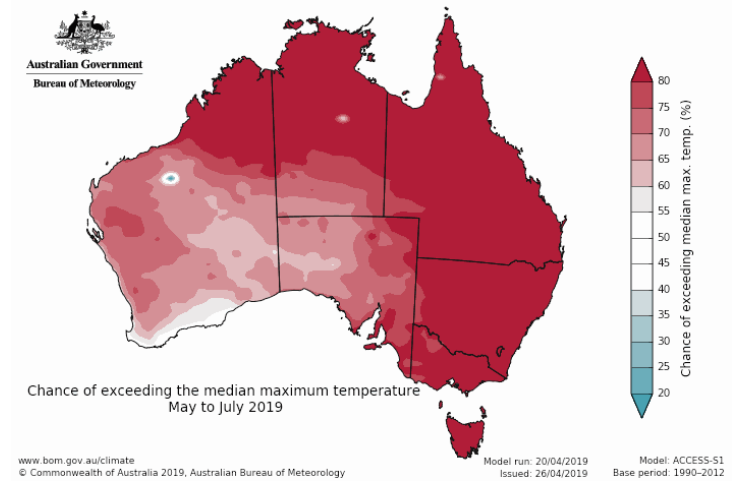 Australian Government
Bureau of Meteorology
80
75
70
65
60
55
50
45
40
35
30
25
20
Chance of exceeding median max. temp. (%)
Chance of exceeding the median maximum temperature
May to July 2019
www.bom.gov.au/climate
© Commonwealth of Australia 2019, Australian Bureau of Meteorology
Model run: 20/04/2019
Issued: 26/04/2019
Model: ACCESS-S1
Base period: 1990–2012